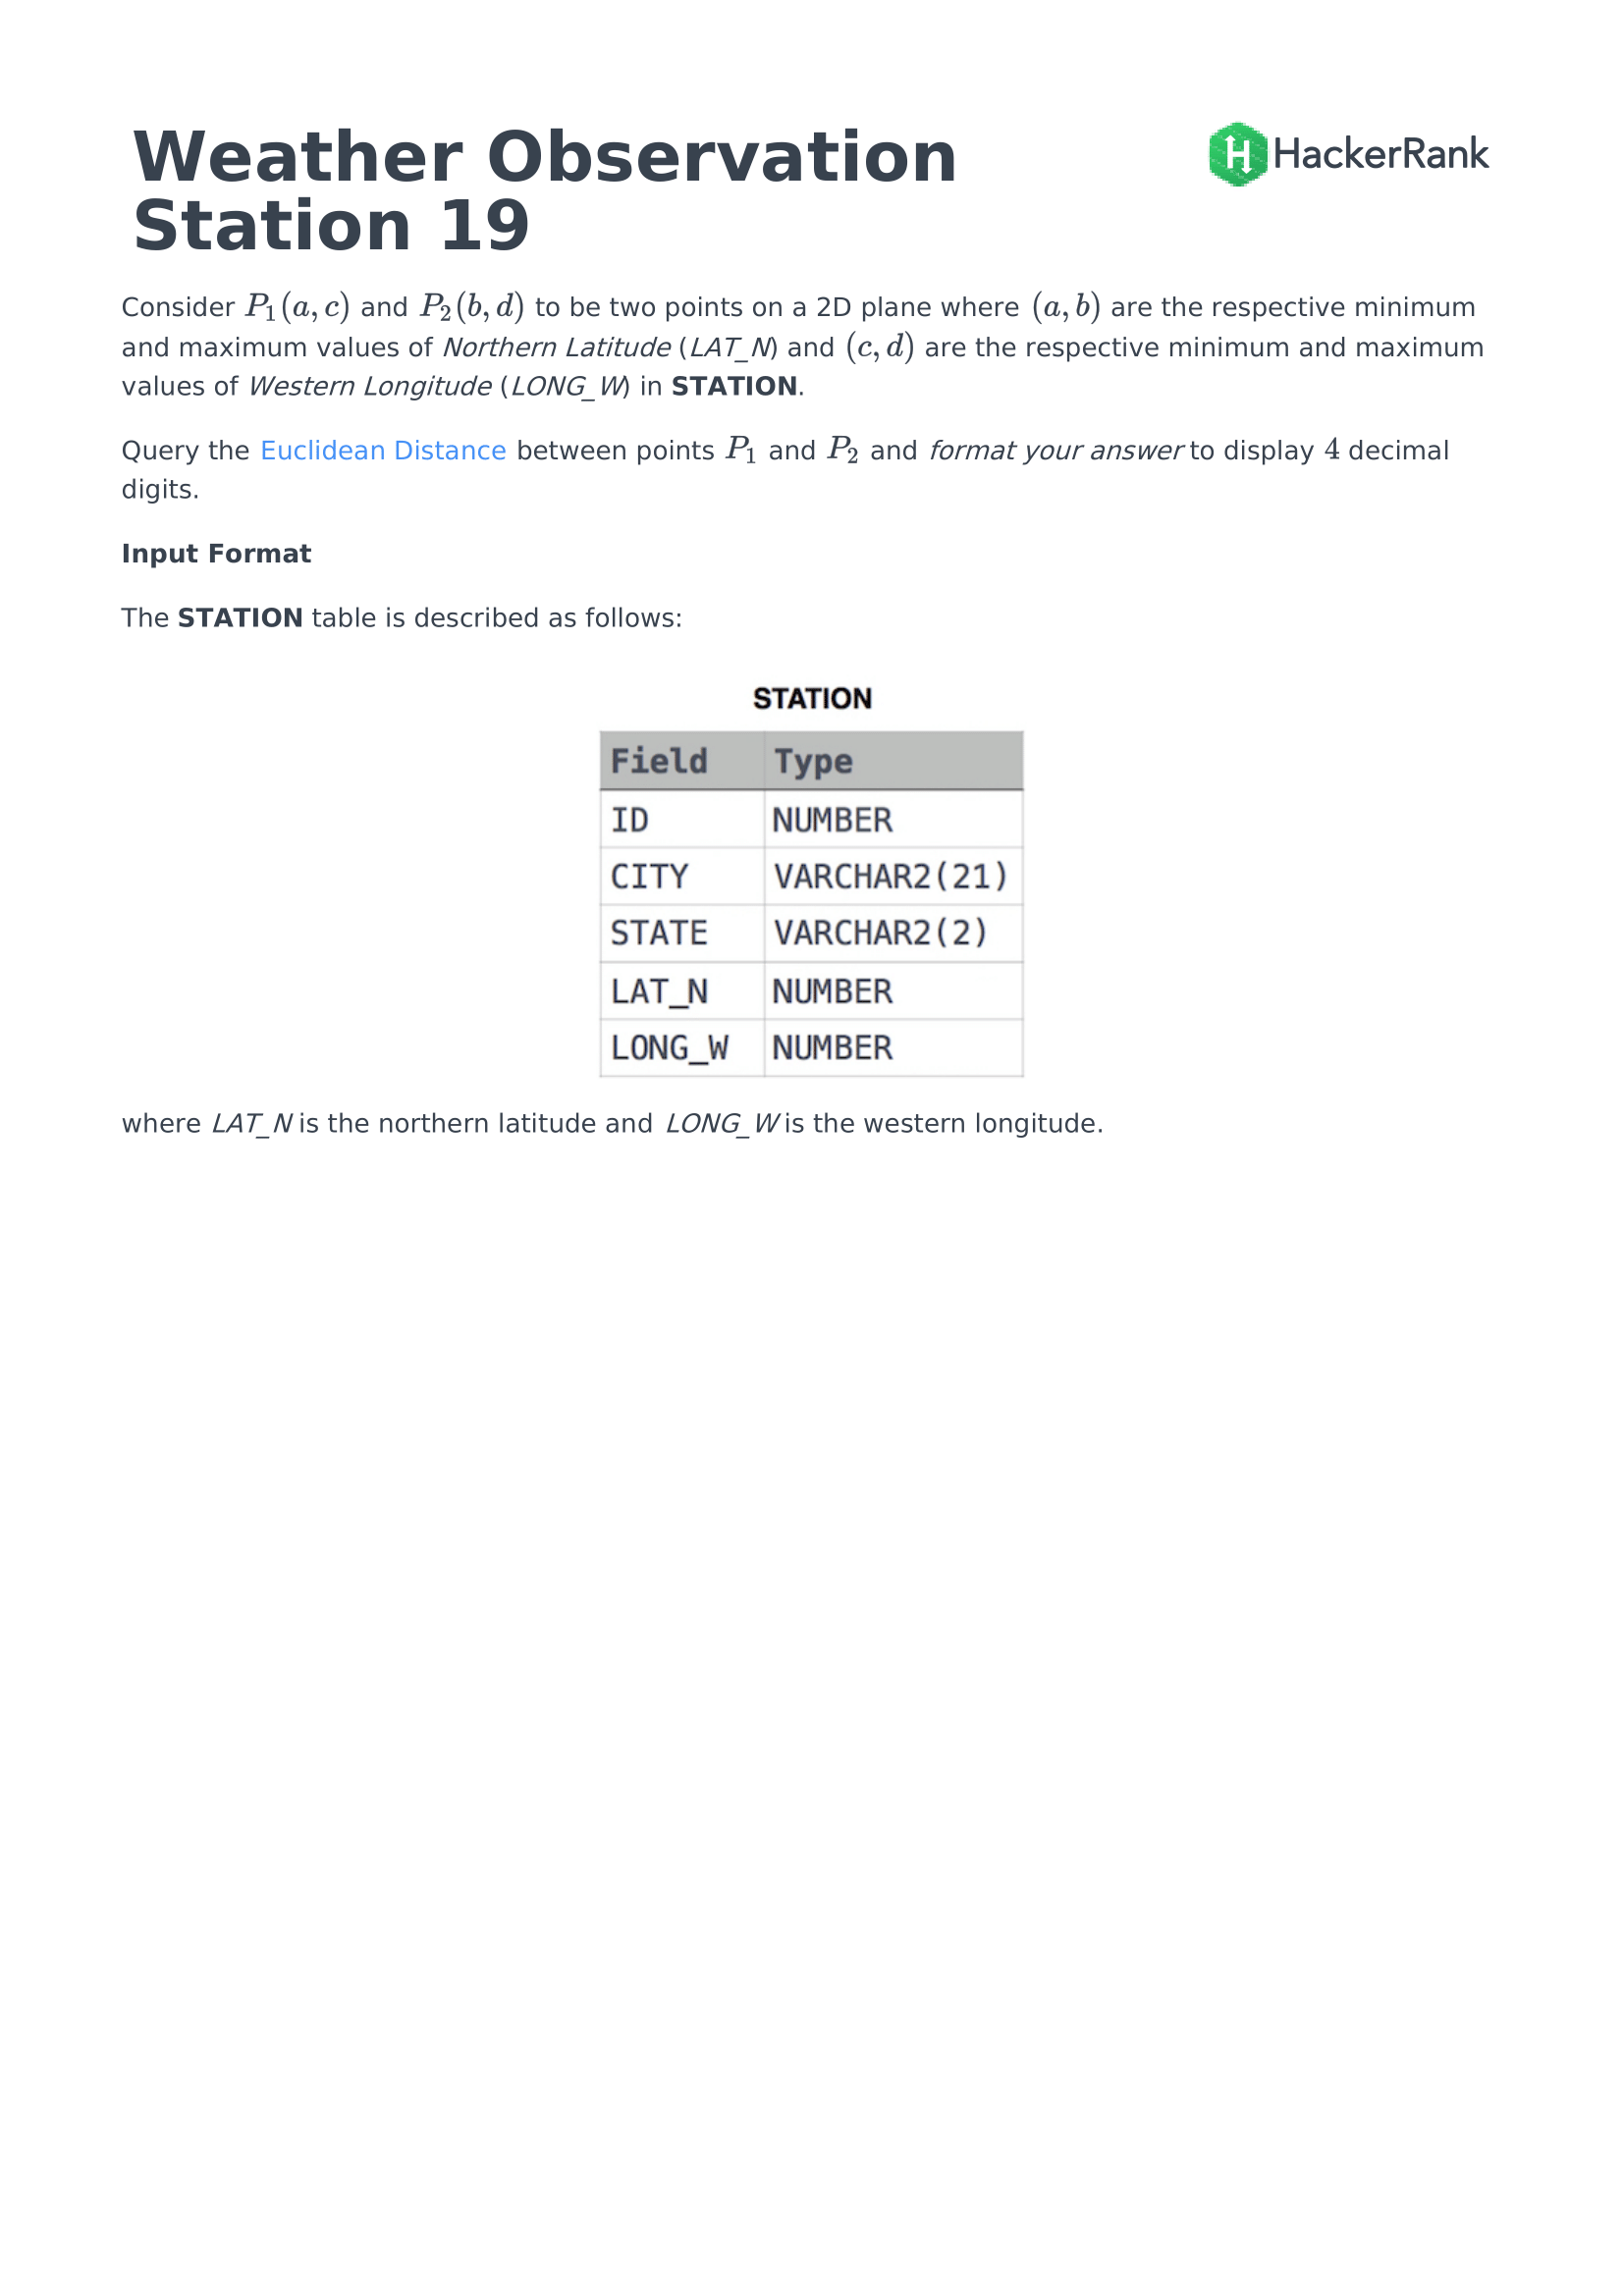 Weather Observation
Station 19
HackerRank
Consider P₁(a, c) and P₂(b, d) to be two points on a 2D plane where (a, b) are the respective minimum
and maximum values of Northern Latitude (LAT_N) and (c, d) are the respective minimum and maximum
values of Western Longitude (LONG_W) in STATION.
Query the Euclidean Distance between points P₁ and P₂ and format your answer to display 4 decimal
digits.
Input Format
The STATION table is described as follows:
STATION
Field Type
ID NUMBER
CITY VARCHAR2(21)
STATE VARCHAR2(2)
LAT_N NUMBER
LONG_W NUMBER
where LAT_N is the northern latitude and LONG_W is the western longitude.